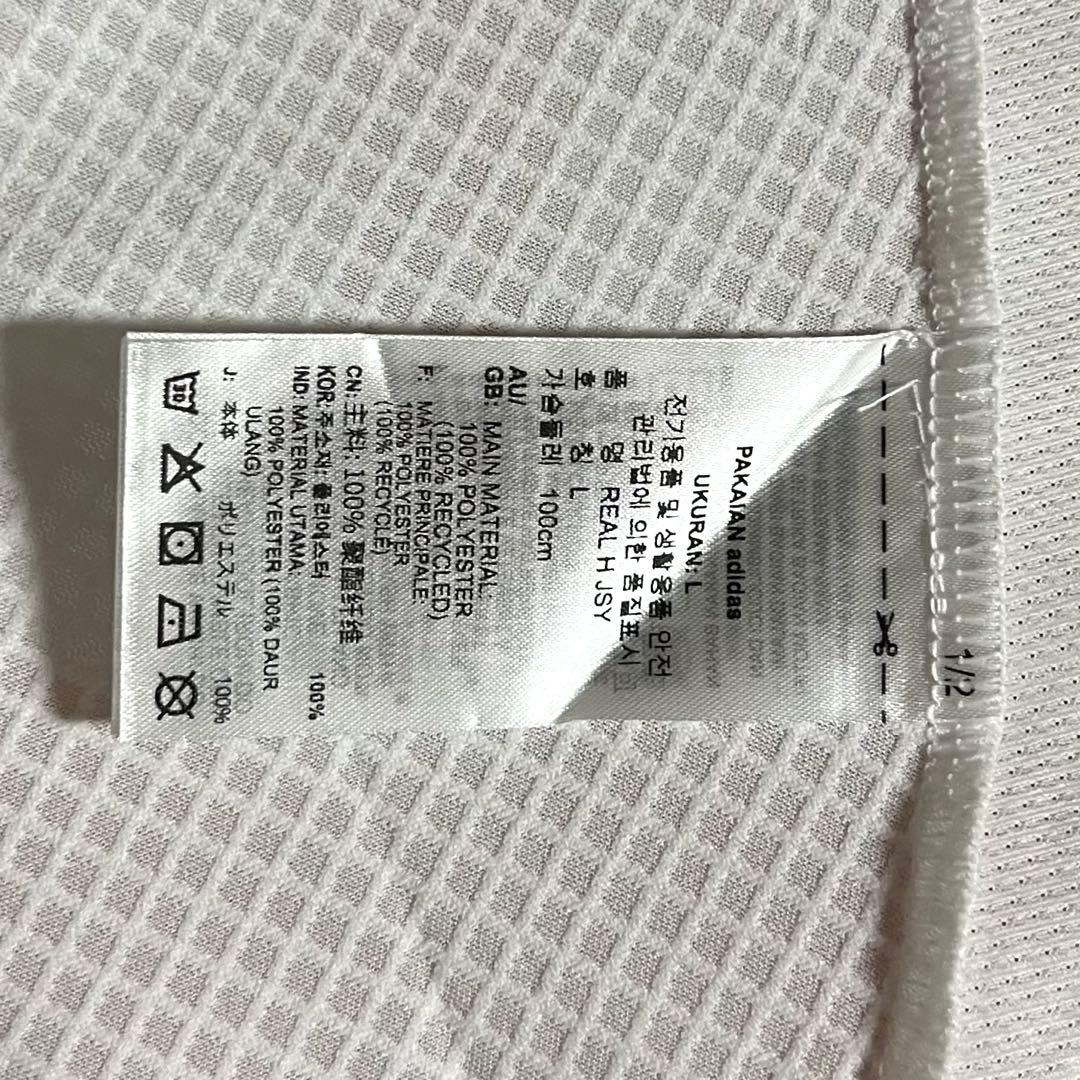 1/2
PAKAIAN adidas
UKURAN: L
전기용품 및 생활용품 안전
관리법에 의한 품질표시
품 명 REAL H JSY
호 칭 L
가슴둘레 100cm
AU/
GB: MAIN MATERIAL:
100% POLYESTER
(100% RECYCLED)
F: MATIERE PRINCIPALE:
100% POLYESTER
(100% RECYCLE)
CN: 主料, 100% 聚酯纤维
KOR: 주소재 폴리에스터 100%
IND: MATERIAL UTAMA:
100% POLYESTER (100% DAUR
ULANG)
J: 本体 ポリエステル 100%
30